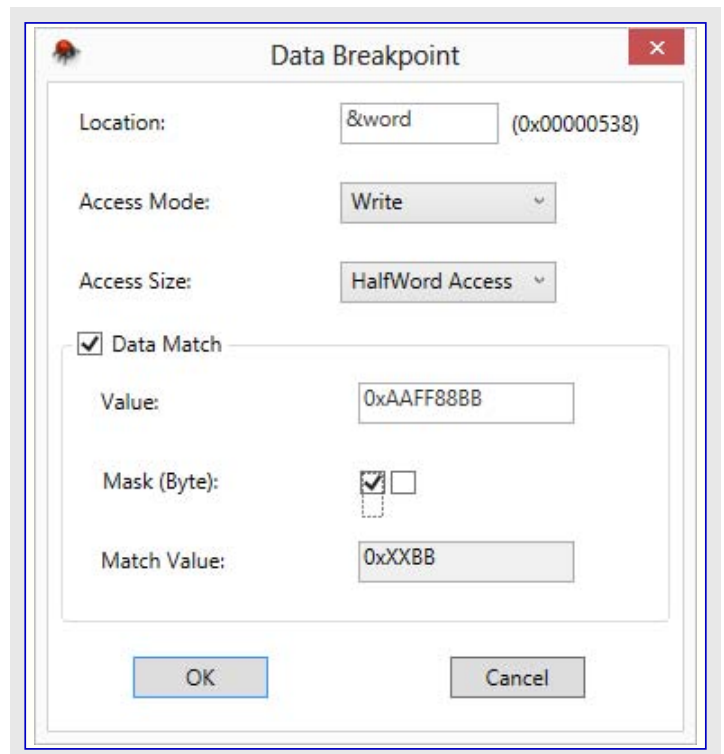 Data Breakpoint
Location: &word (0x00000538)
Access Mode: Write
Access Size: HalfWord Access
Data Match
Value: 0xAAFF88BB
Mask (Byte):
Match Value: 0xXXBB
OK Cancel